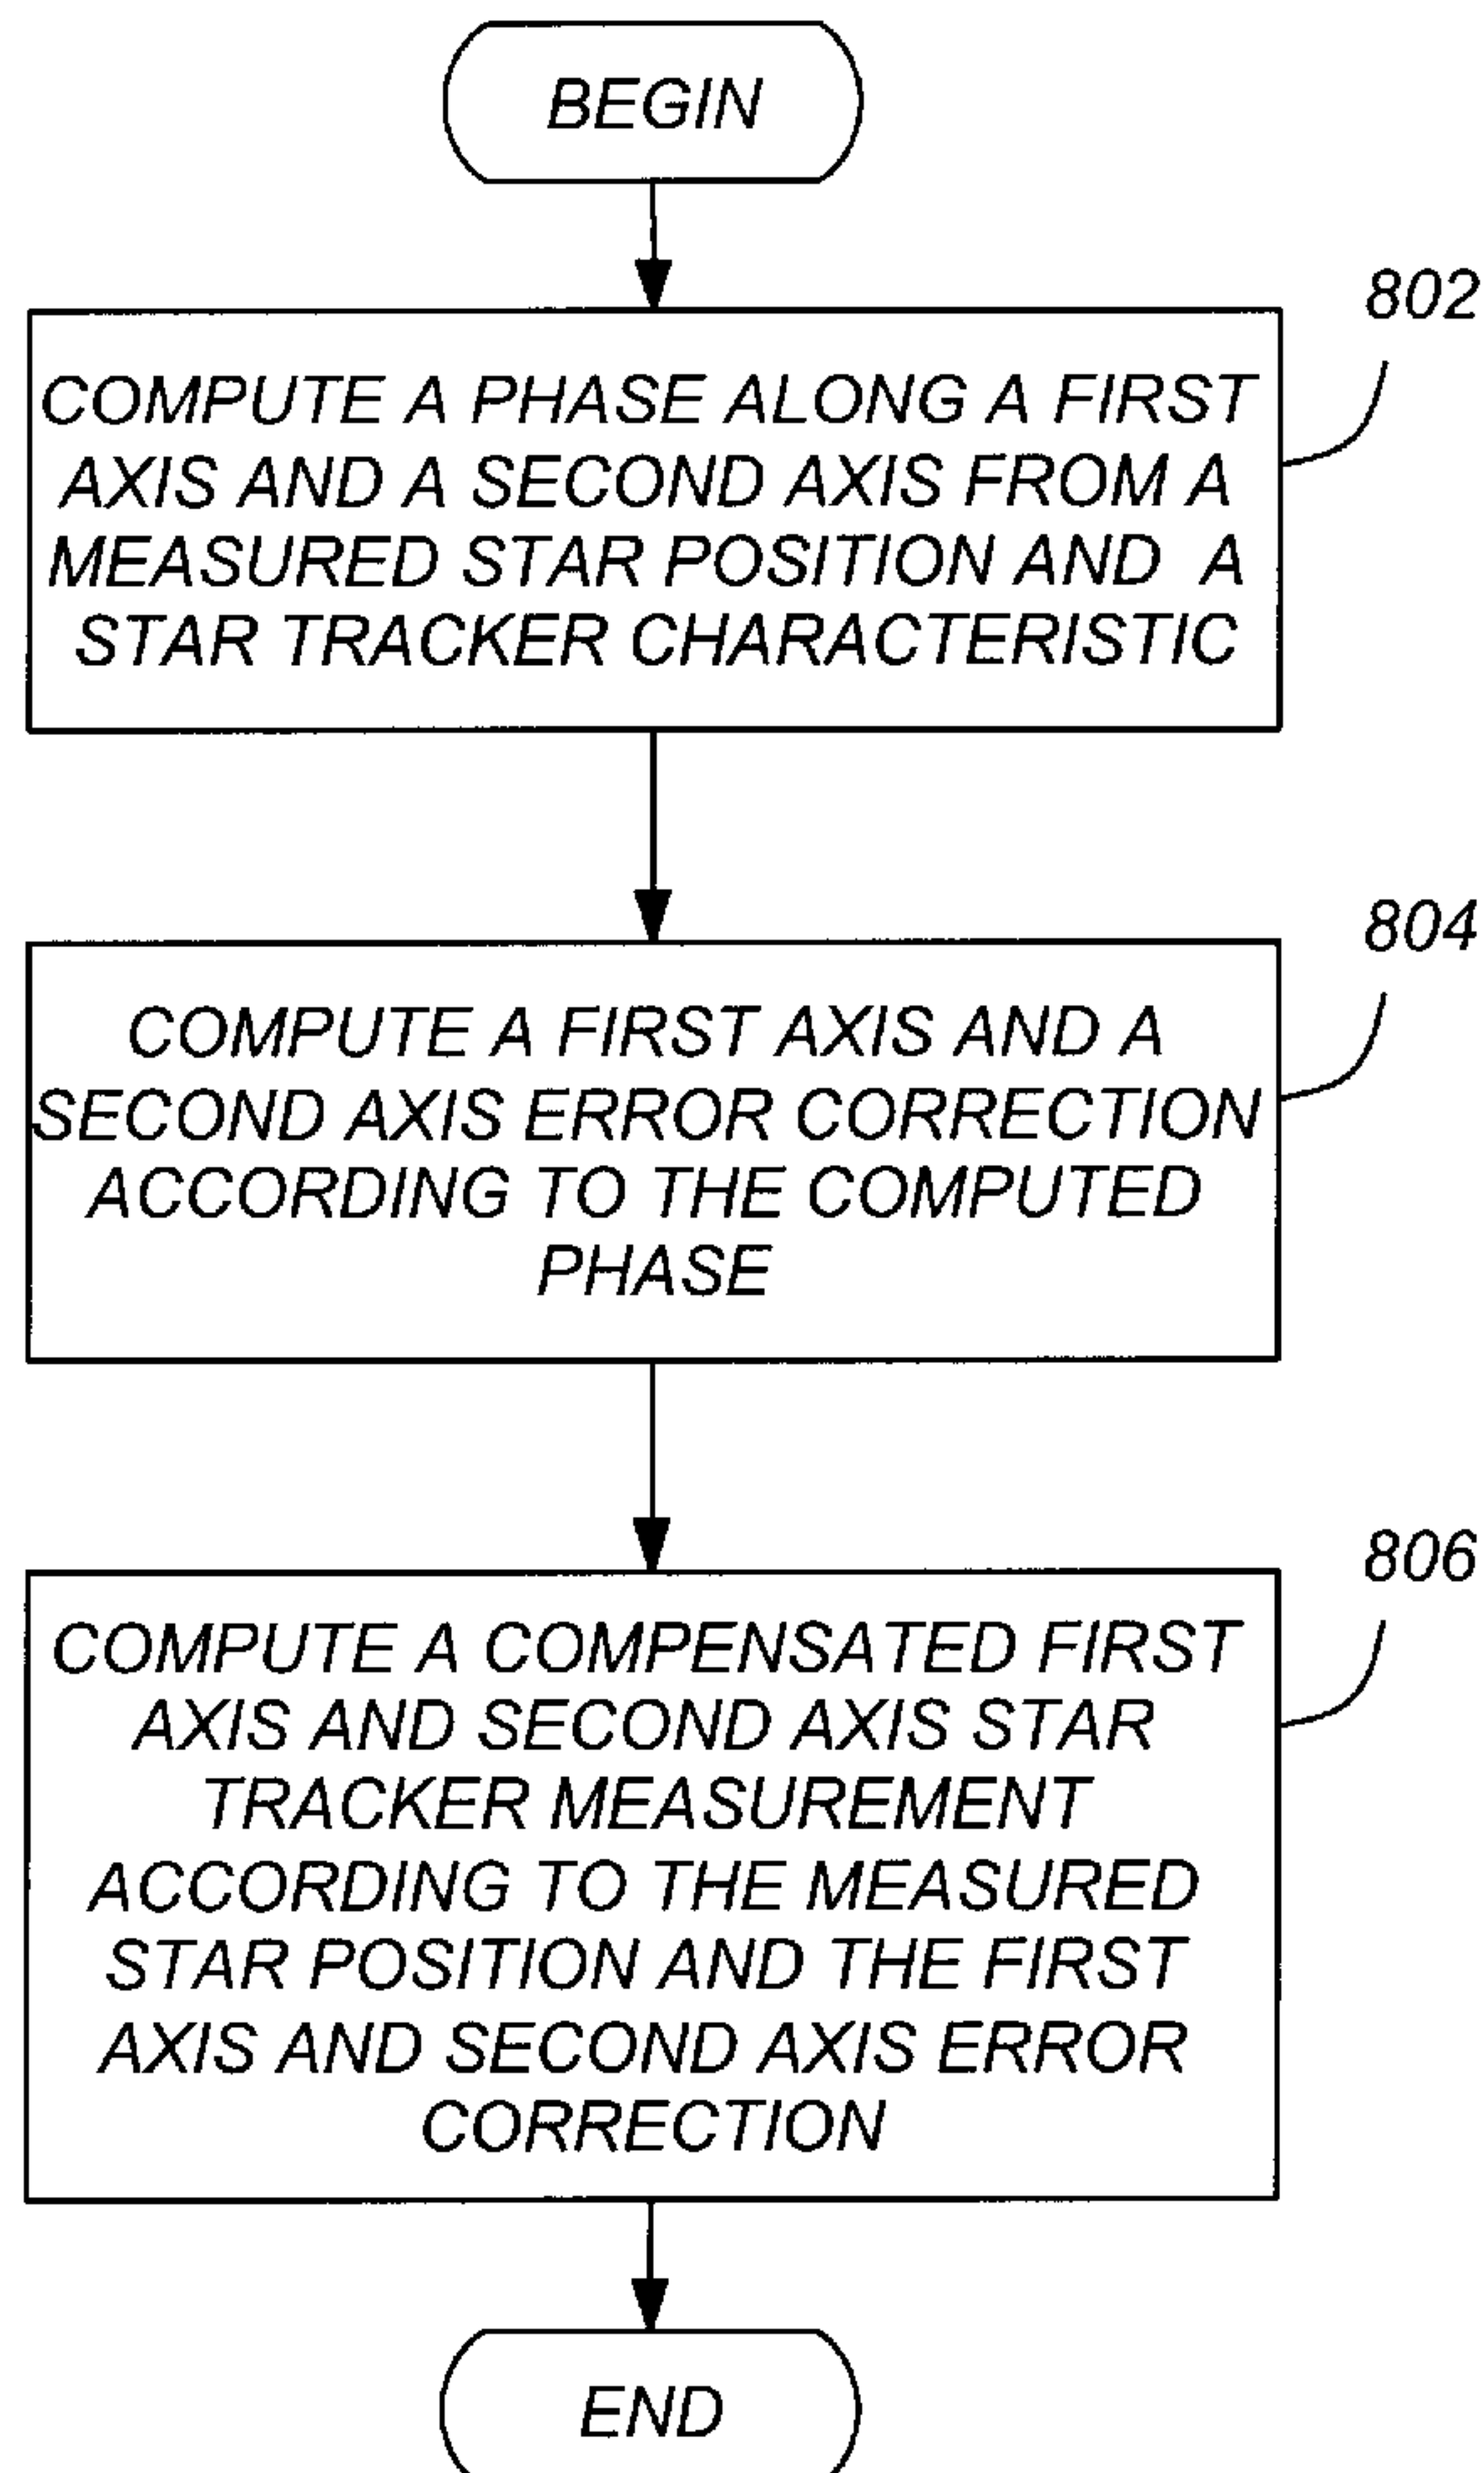 BEGIN
802
COMPUTE A PHASE ALONG A FIRST
AXIS AND A SECOND AXIS FROM A
MEASURED STAR POSITION AND A
STAR TRACKER CHARACTERISTIC
804
COMPUTE A FIRST AXIS AND A
SECOND AXIS ERROR CORRECTION
ACCORDING TO THE COMPUTED
PHASE
806
COMPUTE A COMPENSATED FIRST
AXIS AND SECOND AXIS STAR
TRACKER MEASUREMENT
ACCORDING TO THE MEASURED
STAR POSITION AND THE FIRST
AXIS AND SECOND AXIS ERROR
CORRECTION
END